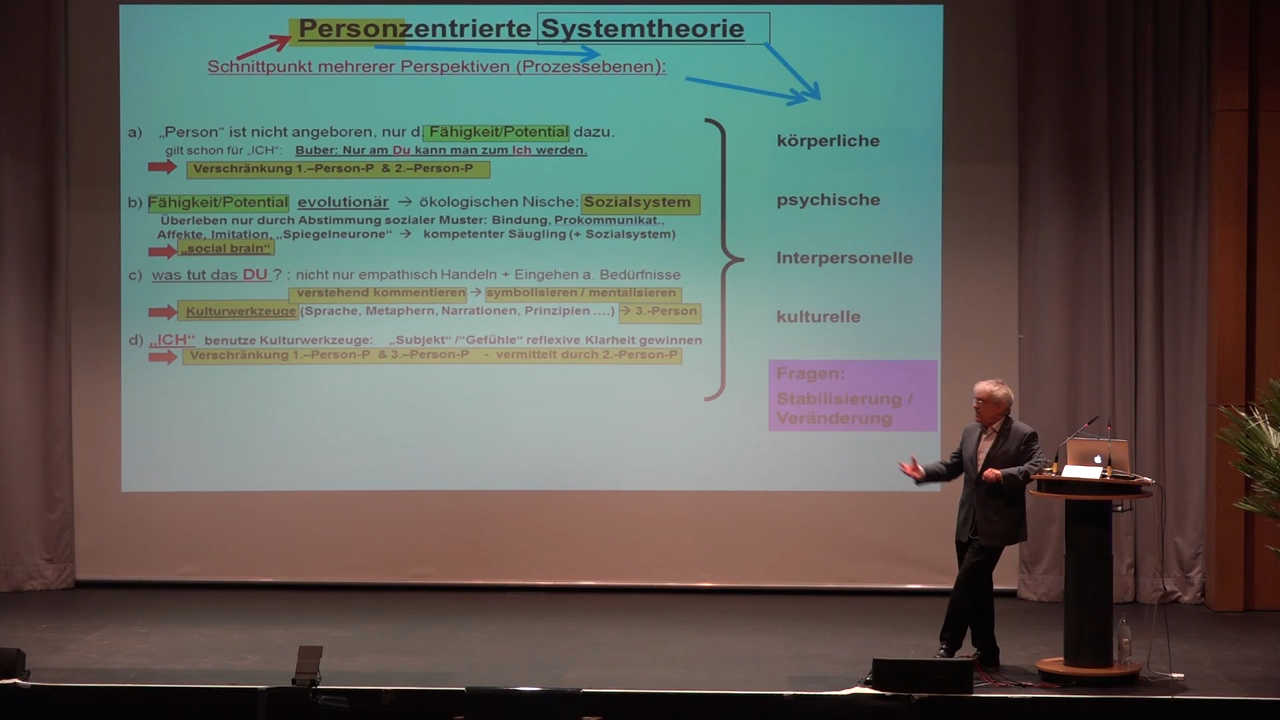 Personzentrierte Systemtheorie
Schnittpunkt mehrerer Perspektiven (Prozessebenen):
a) „Person“ ist nicht angeboren, nur d. Fähigkeit/Potential dazu.
gilt schon für „ICH“: Buber: Nur am Du kann man zum Ich werden.
Verschränkung 1.–Person-P & 2.–Person-P
b) Fähigkeit/Potential evolutionär → ökologischen Nische: Sozialsystem
Überleben nur durch Abstimmung sozialer Muster: Bindung, Prokommunikat.,
Affekte, Imitation, „Spiegelneurone“ → kompetenter Säugling (+ Sozialsystem)
„social brain“
c) was tut das DU ? : nicht nur empathisch Handeln + Eingehen a. Bedürfnisse
verstehend kommentieren → symbolisieren / mentalisieren
Kulturwerkzeuge (Sprache, Metaphern, Narrationen, Prinzipien ....) → 3.-Person
d) „ICH“ benutze Kulturwerkzeuge: „Subjekt“ /“Gefühle“ reflexive Klarheit gewinnen
Verschränkung 1.–Person-P & 3.–Person-P - vermittelt durch 2.-Person-P
körperliche
psychische
Interpersonelle
kulturelle
Fragen:
Stabilisierung /
Veränderung